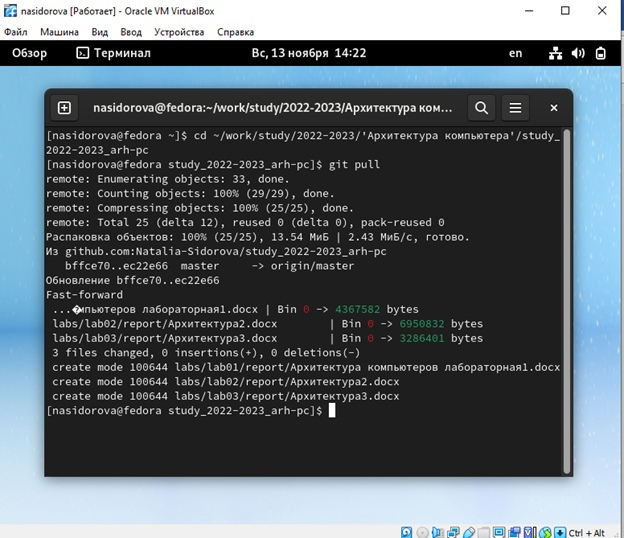 nasidorova [Работает] - Oracle VM VirtualBox
Файл Машина Вид Ввод Устройства Справка
Обзор Терминал Вс, 13 ноября 14:22 en
nasidorova@fedora:~/work/study/2022-2023/Архитектура ком...
[nasidorova@fedora ~]$ cd ~/work/study/2022-2023/'Архитектура компьютера'/study_
2022-2023_arh-pc
[nasidorova@fedora study_2022-2023_arh-pc]$ git pull
remote: Enumerating objects: 33, done.
remote: Counting objects: 100% (29/29), done.
remote: Compressing objects: 100% (25/25), done.
remote: Total 25 (delta 12), reused 0 (delta 0), pack-reused 0
Распаковка объектов: 100% (25/25), 13.54 МиБ | 2.43 МиБ/с, готово.
Из github.com:Natalia-Sidorova/study_2022-2023_arh-pc
bffce70..ec22e66 master -> origin/master
Обновление bffce70..ec22e66
Fast-forward
...�мпьютеров лабораторная1.docx | Bin 0 -> 4367582 bytes
labs/lab02/report/Архитектура2.docx | Bin 0 -> 6950832 bytes
labs/lab03/report/Архитектура3.docx | Bin 0 -> 3286401 bytes
3 files changed, 0 insertions(+), 0 deletions(-)
create mode 100644 labs/lab01/report/Архитектура компьютеров лабораторная1.docx
create mode 100644 labs/lab02/report/Архитектура2.docx
create mode 100644 labs/lab03/report/Архитектура3.docx
[nasidorova@fedora study_2022-2023_arh-pc]$
Ctrl + Alt